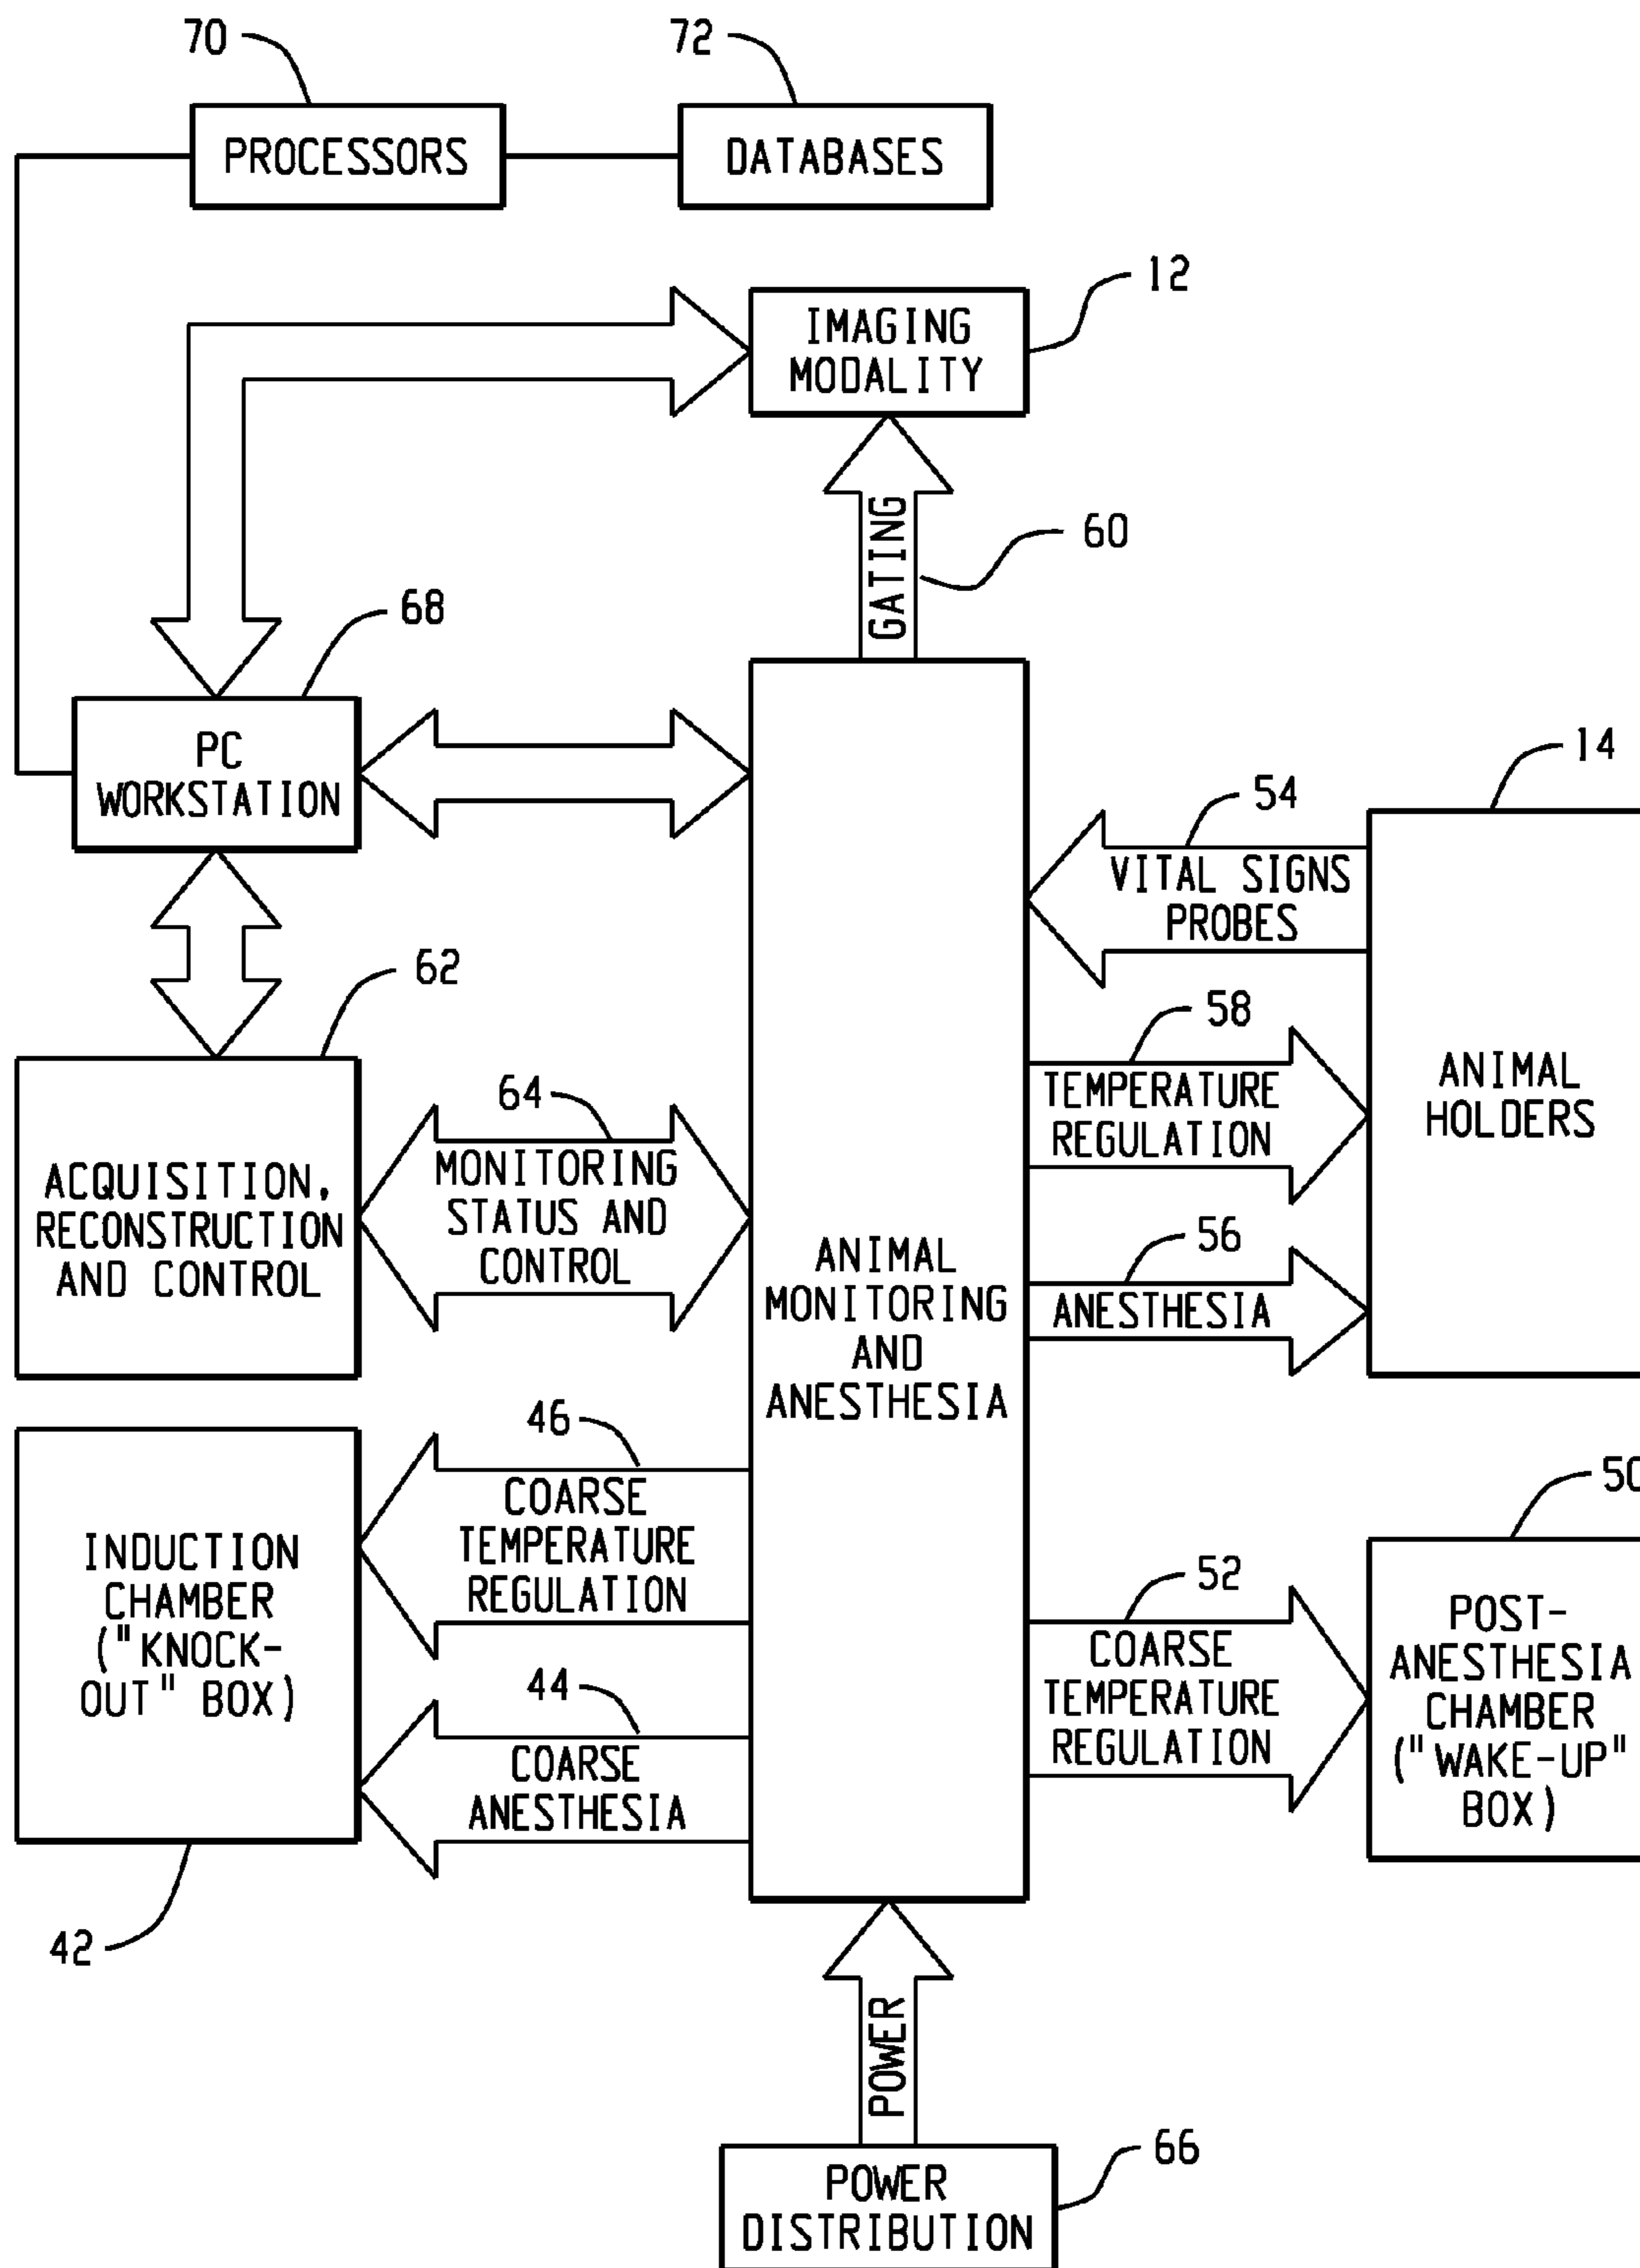 70
72
PROCESSORS
DATABASES
12
IMAGING
MODALITY
GATING
60
68
PC
WORKSTATION
14
54
VITAL SIGNS
PROBES
62
58
TEMPERATURE
REGULATION
ANIMAL
HOLDERS
64
MONITORING
STATUS AND
CONTROL
ACQUISITION,
RECONSTRUCTION
AND CONTROL
56
ANESTHESIA
ANIMAL
MONITORING
AND
ANESTHESIA
46
COARSE
TEMPERATURE
REGULATION
INDUCTION
CHAMBER
("KNOCK-
OUT" BOX)
50
52
COARSE
TEMPERATURE
REGULATION
POST-
ANESTHESIA
CHAMBER
("WAKE-UP"
BOX)
44
COARSE
ANESTHESIA
42
POWER
66
POWER
DISTRIBUTION